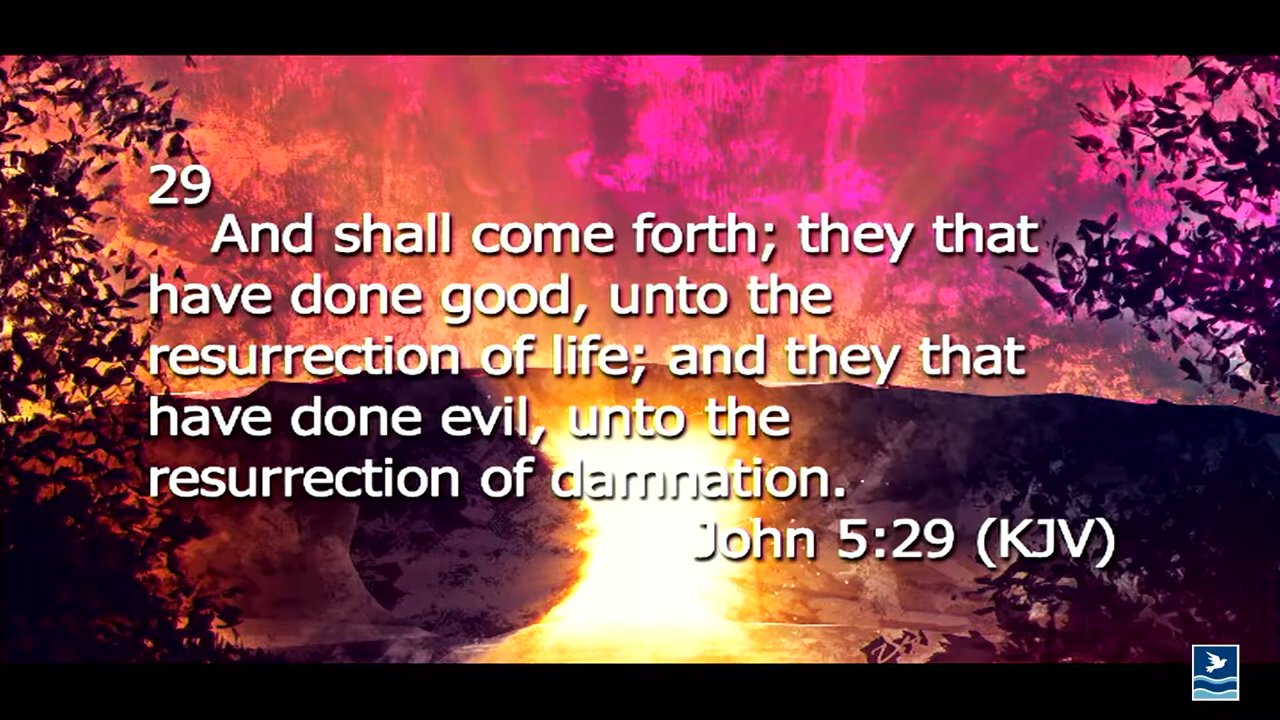 29
And shall come forth; they that
have done good, unto the
resurrection of life; and they that
have done evil, unto the
resurrection of damnation.
John 5:29 (KJV)